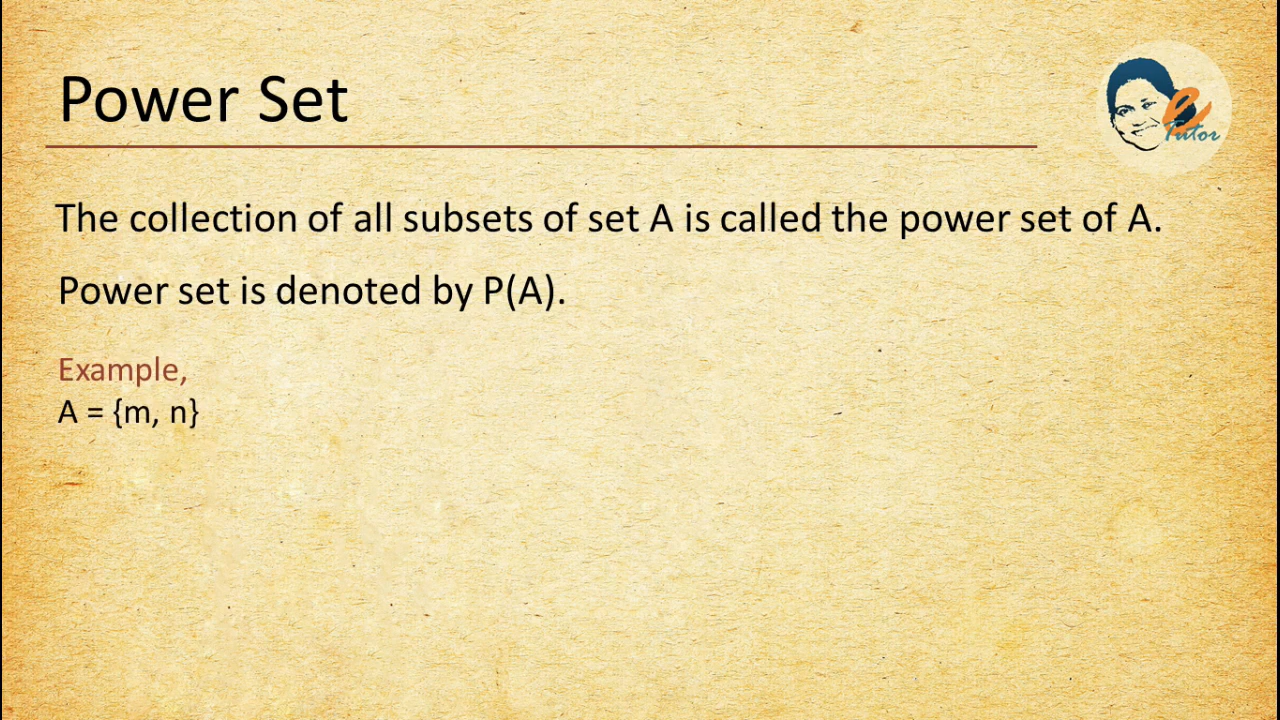 Power Set
e
Tutor
The collection of all subsets of set A is called the power set of A.
Power set is denoted by P(A).
Example,
A = {m, n}